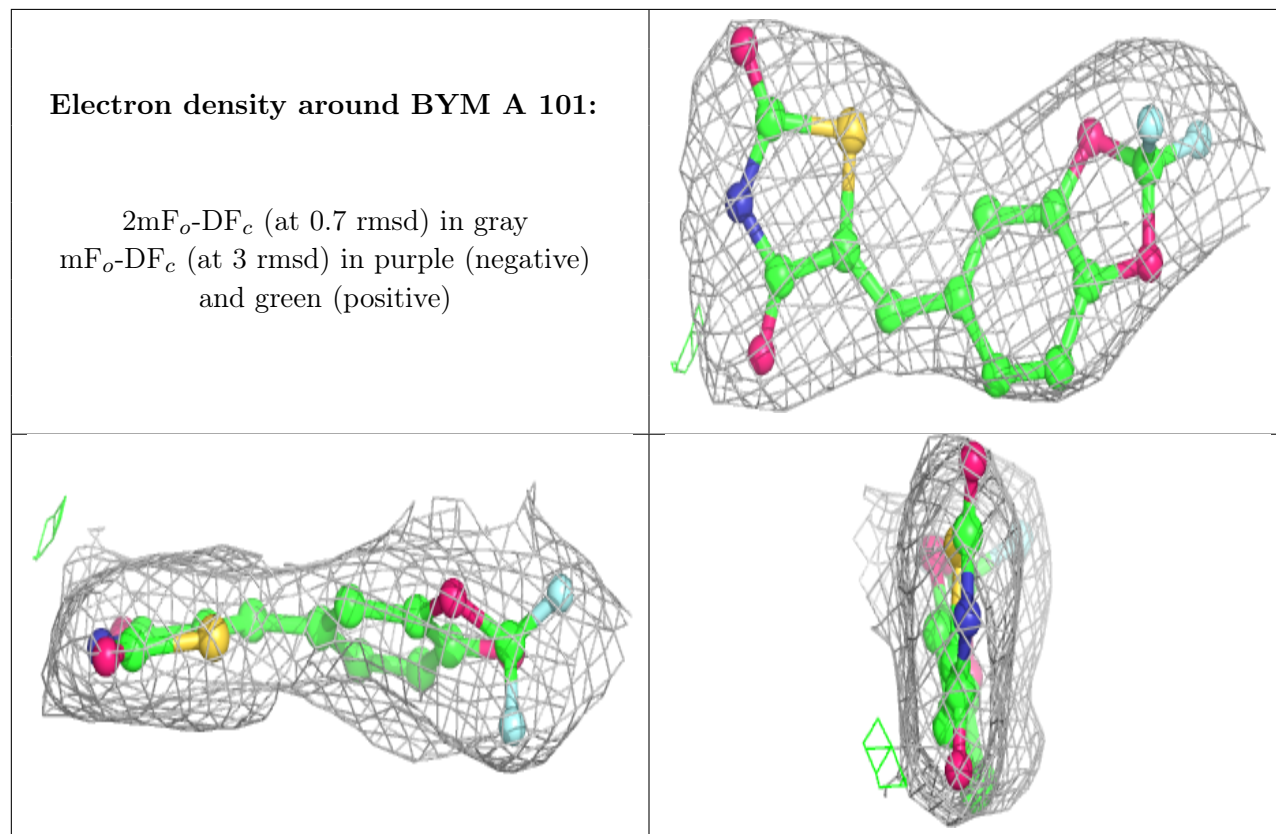 Electron density around BYM A 101:
2mFo-DFc (at 0.7 rmsd) in gray
mFo-DFc (at 3 rmsd) in purple (negative)
and green (positive)